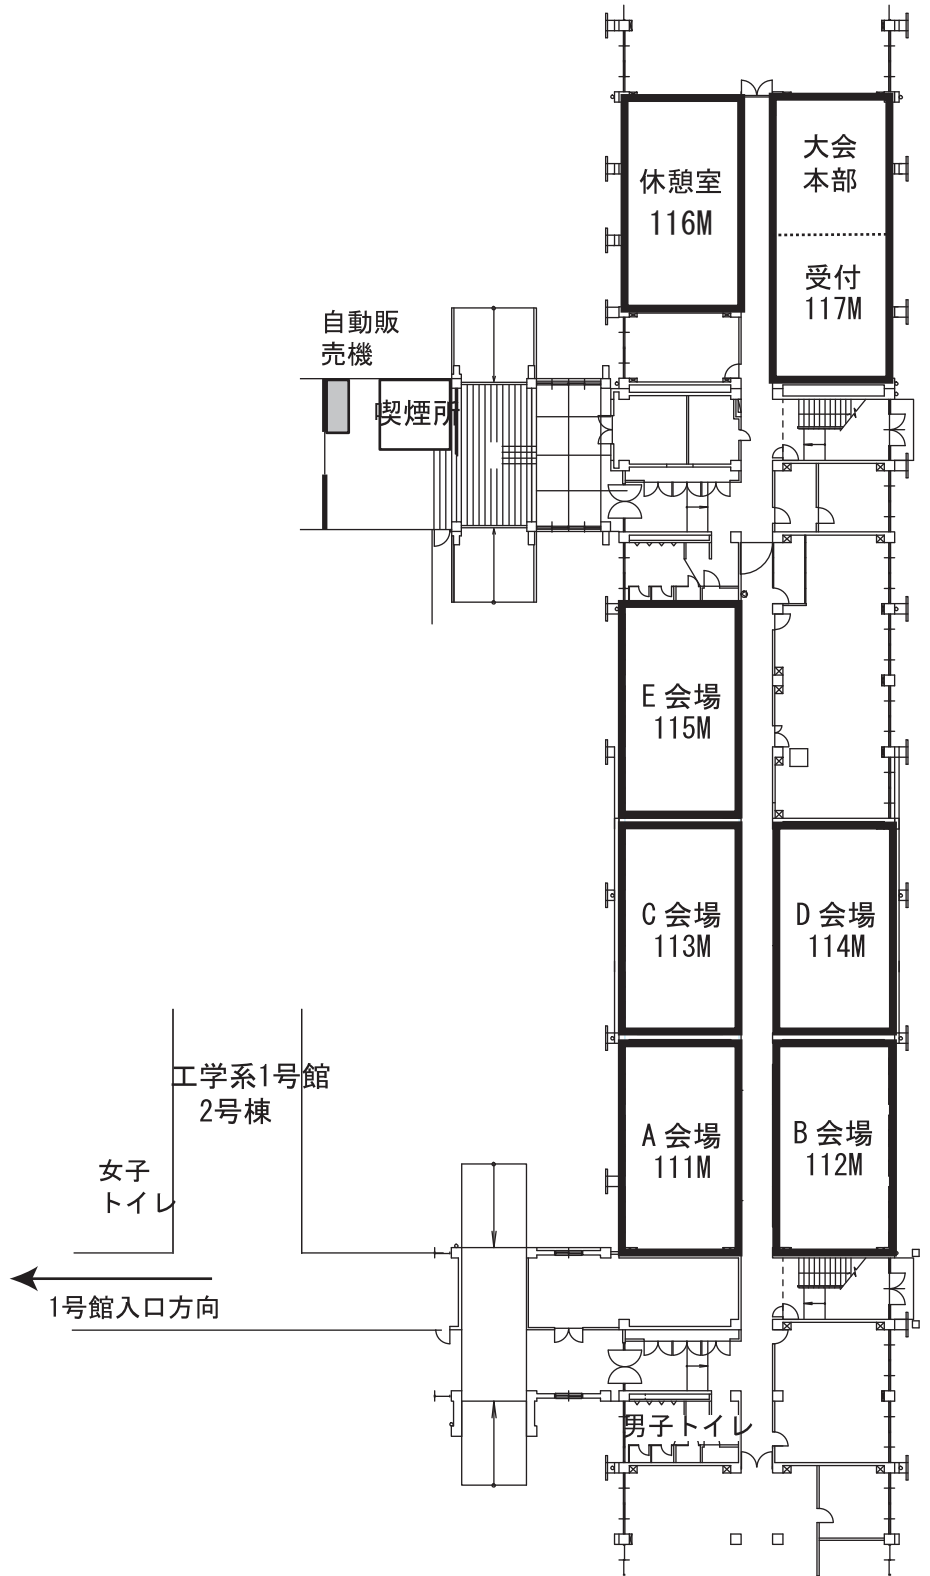 大会
本部
休憩室
116M
受付
117M
自動販
売機
喫煙所
E 会場
115M
C 会場
113M
D 会場
114M
工学系1号館
2号棟
A 会場
111M
B 会場
112M
女子
トイレ
1号館入口方向
男子トイレ